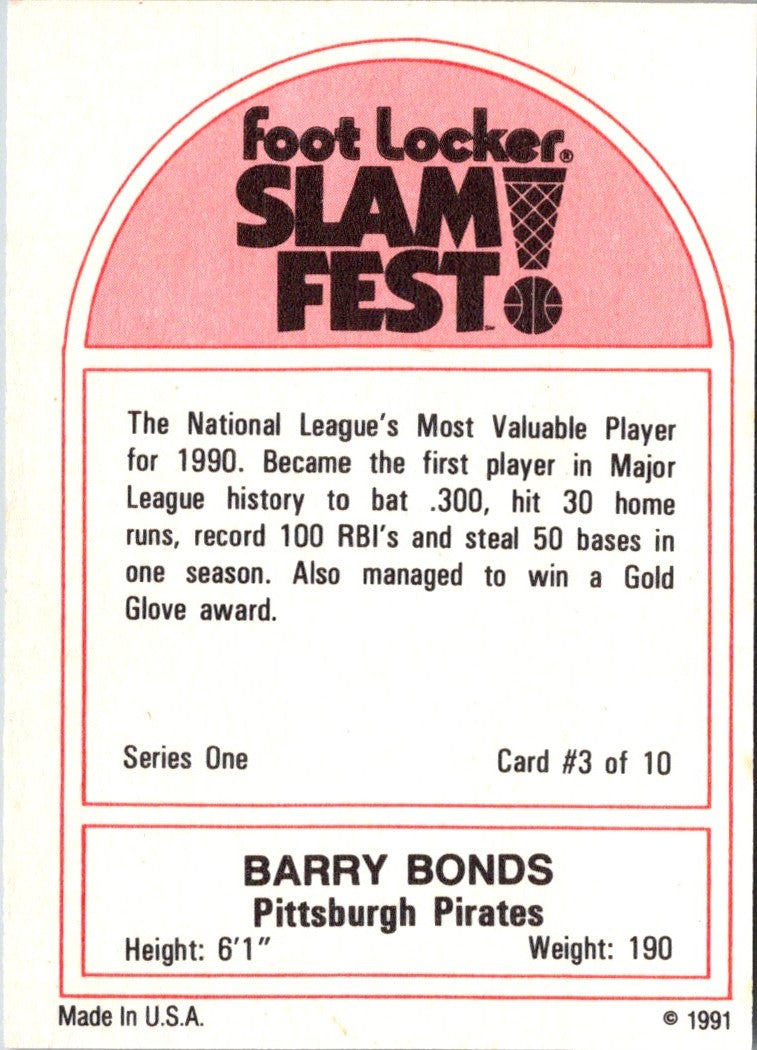 foot Locker®
SLAM
FEST℠
The National League's Most Valuable Player
for 1990. Became the first player in Major
League history to bat .300, hit 30 home
runs, record 100 RBI's and steal 50 bases in
one season. Also managed to win a Gold
Glove award.
Series One Card #3 of 10
BARRY BONDS
Pittsburgh Pirates
Height: 6'1" Weight: 190
Made In U.S.A. © 1991